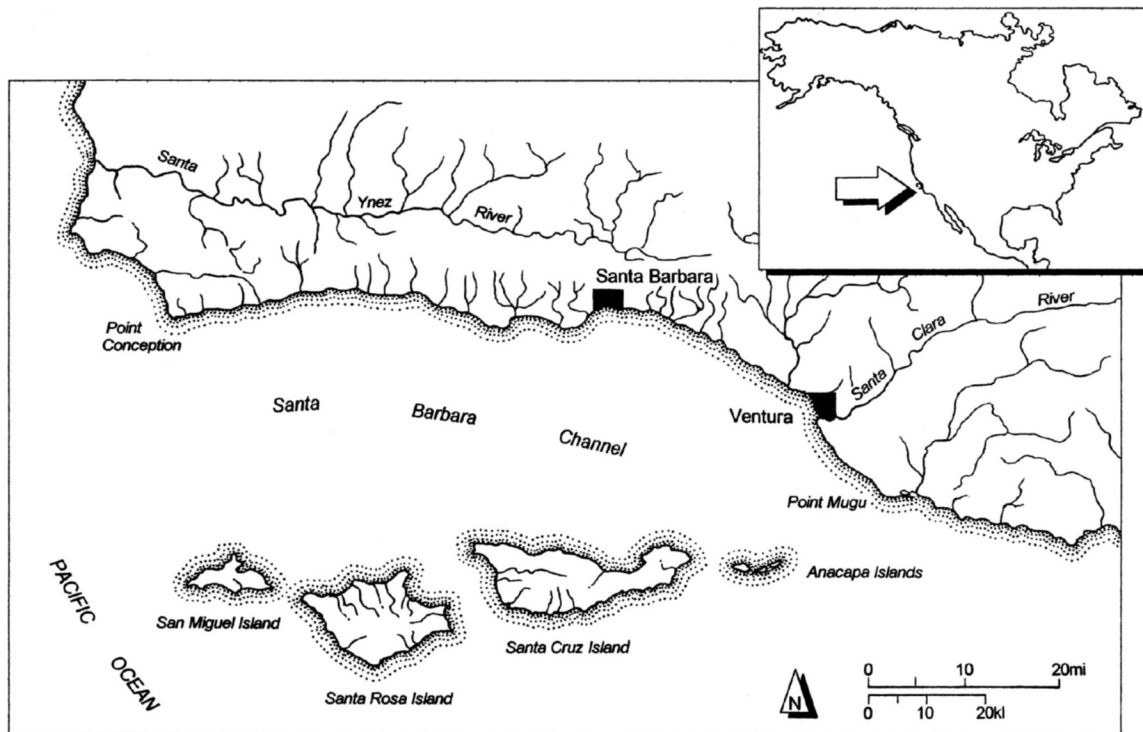 Santa
Ynez
River
Santa Barbara
River
Clara
Santa
Point
Conception
Santa Barbara Channel
Ventura
Point Mugu
PACIFIC
OCEAN
San Miguel Island
Santa Rosa Island
Santa Cruz Island
Anacapa Islands
N
0 10 20mi
0 10 20kl